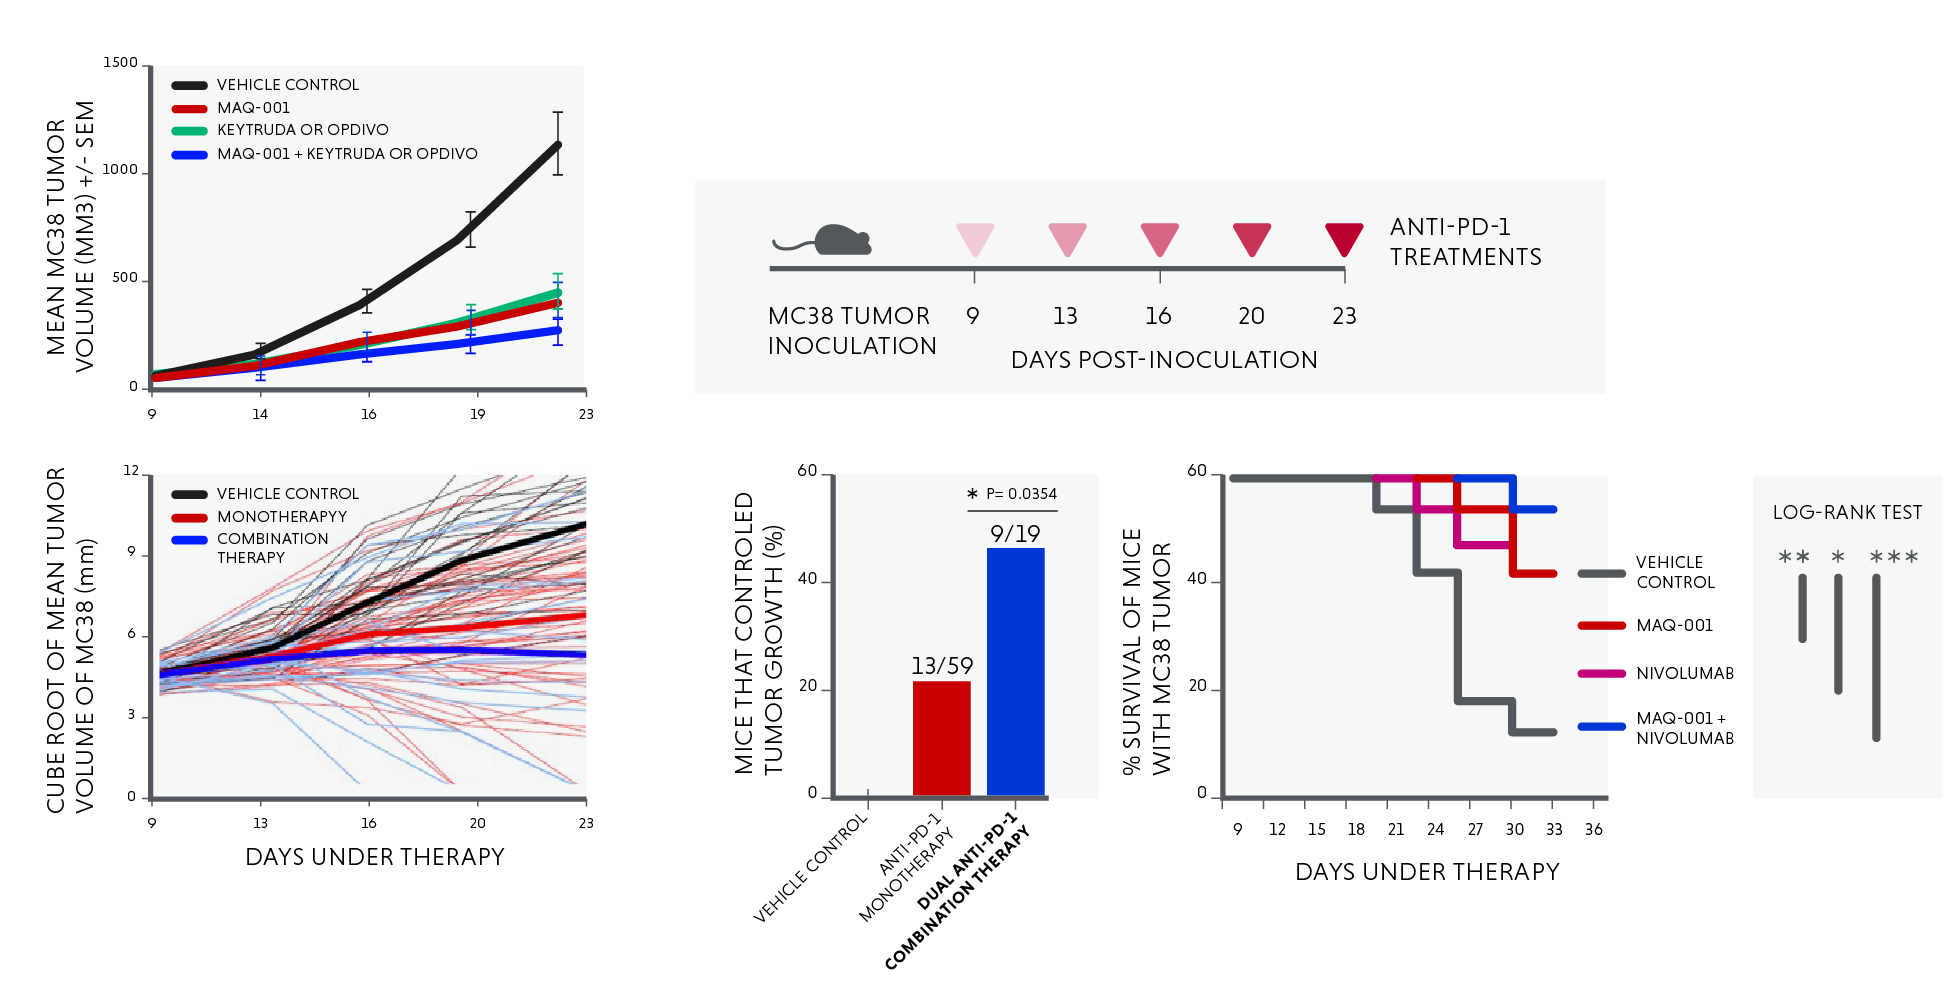 1500
1000
500
0
MEAN MC38 TUMOR
VOLUME (MM3) +/- SEM
VEHICLE CONTROL
MAQ-001
KEYTRUDA OR OPDIVO
MAQ-001 + KEYTRUDA OR OPDIVO
9 14 16 19 23
ANTI-PD-1
TREATMENTS
MC38 TUMOR
INOCULATION
9 13 16 20 23
DAYS POST-INOCULATION
12
9
6
3
0
CUBE ROOT OF MEAN TUMOR
VOLUME OF MC38 (mm)
VEHICLE CONTROL
MONOTHERAPYY
COMBINATION
THERAPY
9 13 16 20 23
DAYS UNDER THERAPY
60
40
20
0
MICE THAT CONTROLED
TUMOR GROWTH (%)
* P= 0.0354
9/19
13/59
VEHICLE CONTROL
ANTI-PD-1
MONOTHERAPY
DUAL ANTI-PD-1
COMBINATION THERAPY
60
40
20
0
% SURVIVAL OF MICE
WITH MC38 TUMOR
9 12 15 18 21 24 27 30 33 36
DAYS UNDER THERAPY
VEHICLE
CONTROL
MAQ-001
NIVOLUMAB
MAQ-001 +
NIVOLUMAB
LOG-RANK TEST
** * ***